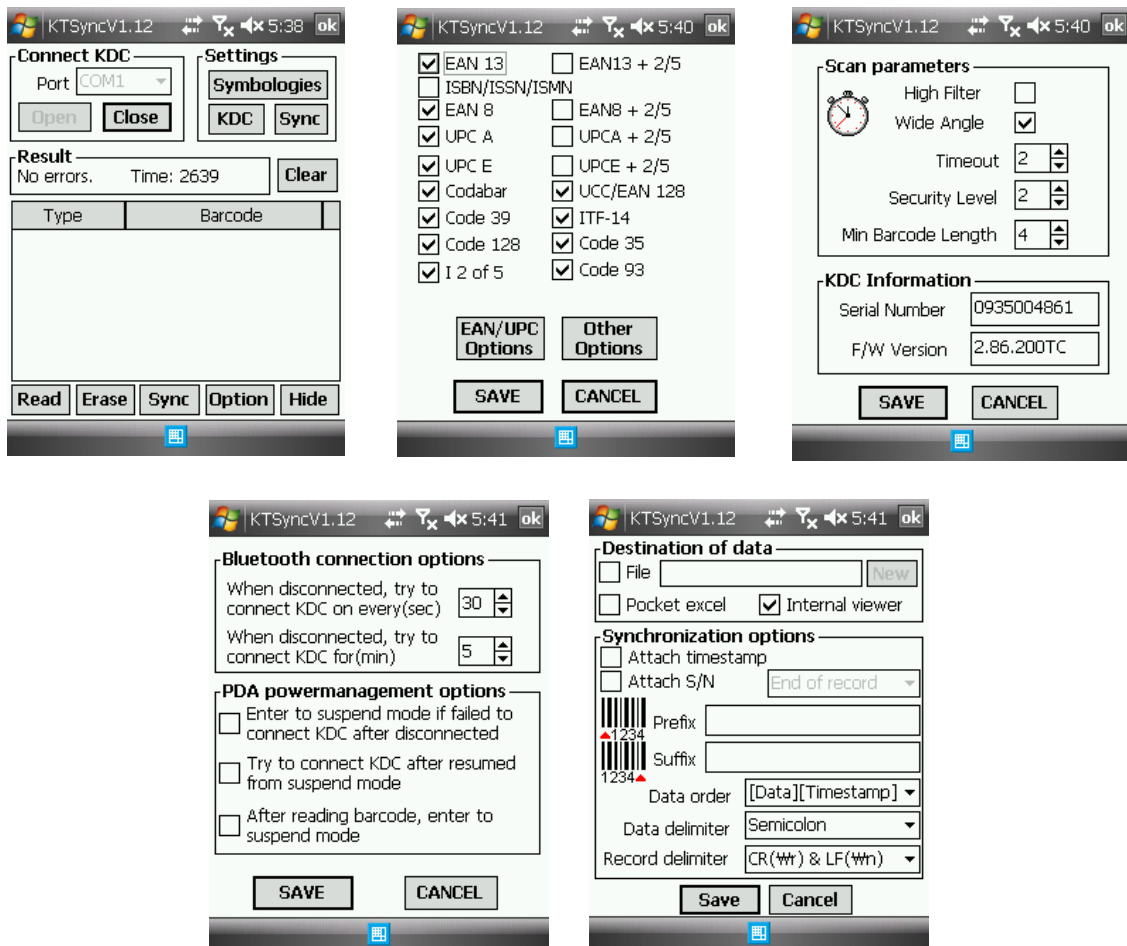 KTSyncV1.12 5:38 ok
Connect KDC
Port COM1
Open Close
Settings
Symbologies
KDC Sync
Result
No errors. Time: 2639
Clear
Type Barcode
Read Erase Sync Option Hide
KTSyncV1.12 5:40 ok
EAN 13 EAN13 + 2/5
ISBN/ISSN/ISMN
EAN 8 EAN8 + 2/5
UPC A UPCA + 2/5
UPC E UPCE + 2/5
Codabar UCC/EAN 128
Code 39 ITF-14
Code 128 Code 35
I 2 of 5 Code 93
EAN/UPC
Options
Other
Options
SAVE CANCEL
KTSyncV1.12 5:40 ok
Scan parameters
High Filter
Wide Angle
Timeout 2
Security Level 2
Min Barcode Length 4
KDC Information
Serial Number 0935004861
F/W Version 2.86.200TC
SAVE CANCEL
KTSyncV1.12 5:41 ok
Bluetooth connection options
When disconnected, try to
connect KDC on every(sec) 30
When disconnected, try to
connect KDC for(min) 5
PDA powermanagement options
Enter to suspend mode if failed to
connect KDC after disconnected
Try to connect KDC after resumed
from suspend mode
After reading barcode, enter to
suspend mode
SAVE CANCEL
KTSyncV1.12 5:41 ok
Destination of data
File New
Pocket excel Internal viewer
Synchronization options
Attach timestamp
Attach S/N End of record
Prefix
1234
Suffix
1234
Data order [Data][Timestamp]
Data delimiter Semicolon
Record delimiter CR(₩r) & LF(₩n)
Save Cancel